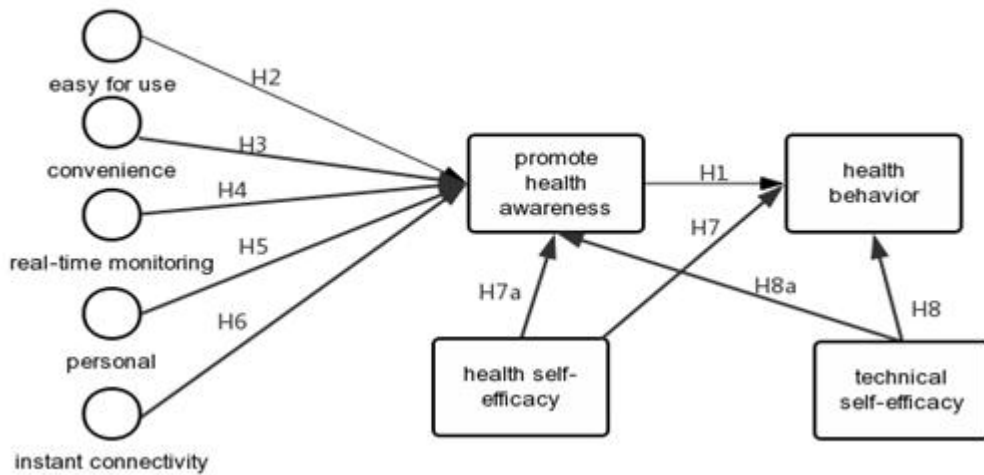 easy for use
H2
convenience
H3
real-time monitoring
H4
personal
H5
instant connectivity
H6
promote
health
awareness
H1
health
behavior
H7a
H7
H8a
H8
health self-
efficacy
technical
self-efficacy